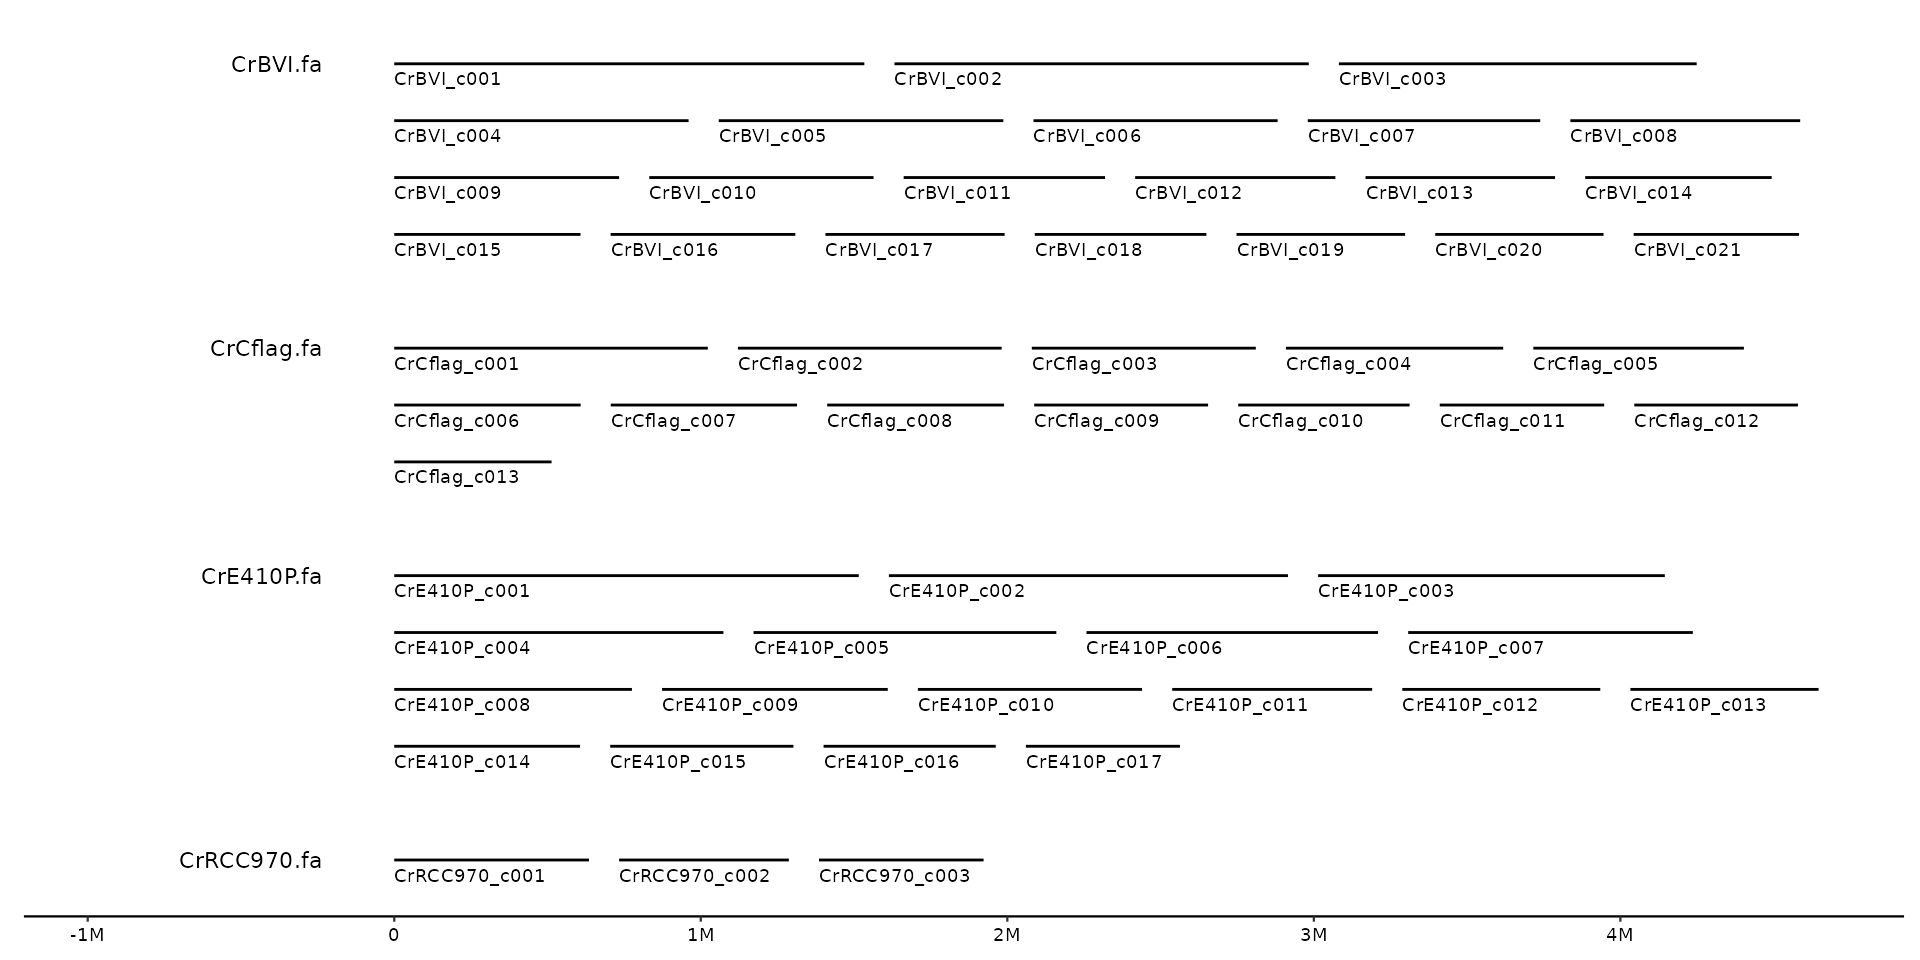 CrBVI.fa
CrBVI_c001 CrBVI_c002 CrBVI_c003
CrBVI_c004 CrBVI_c005 CrBVI_c006 CrBVI_c007 CrBVI_c008
CrBVI_c009 CrBVI_c010 CrBVI_c011 CrBVI_c012 CrBVI_c013 CrBVI_c014
CrBVI_c015 CrBVI_c016 CrBVI_c017 CrBVI_c018 CrBVI_c019 CrBVI_c020 CrBVI_c021
CrCflag.fa
CrCflag_c001 CrCflag_c002 CrCflag_c003 CrCflag_c004 CrCflag_c005
CrCflag_c006 CrCflag_c007 CrCflag_c008 CrCflag_c009 CrCflag_c010 CrCflag_c011 CrCflag_c012
CrCflag_c013
CrE410P.fa
CrE410P_c001 CrE410P_c002 CrE410P_c003
CrE410P_c004 CrE410P_c005 CrE410P_c006 CrE410P_c007
CrE410P_c008 CrE410P_c009 CrE410P_c010 CrE410P_c011 CrE410P_c012 CrE410P_c013
CrE410P_c014 CrE410P_c015 CrE410P_c016 CrE410P_c017
CrRCC970.fa
CrRCC970_c001 CrRCC970_c002 CrRCC970_c003
-1M 0 1M 2M 3M 4M